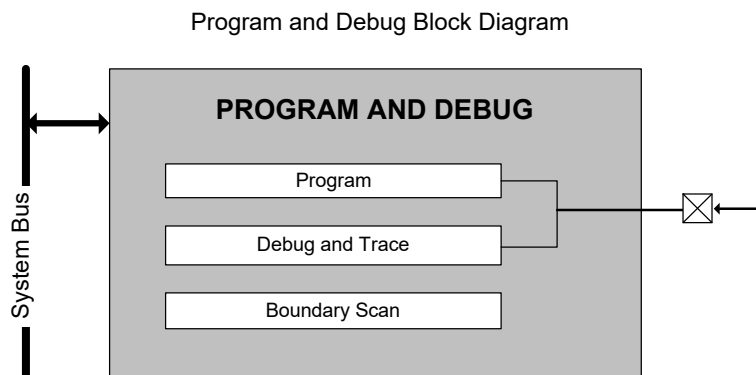 Program and Debug Block Diagram
PROGRAM AND DEBUG
Program
Debug and Trace
Boundary Scan
System Bus